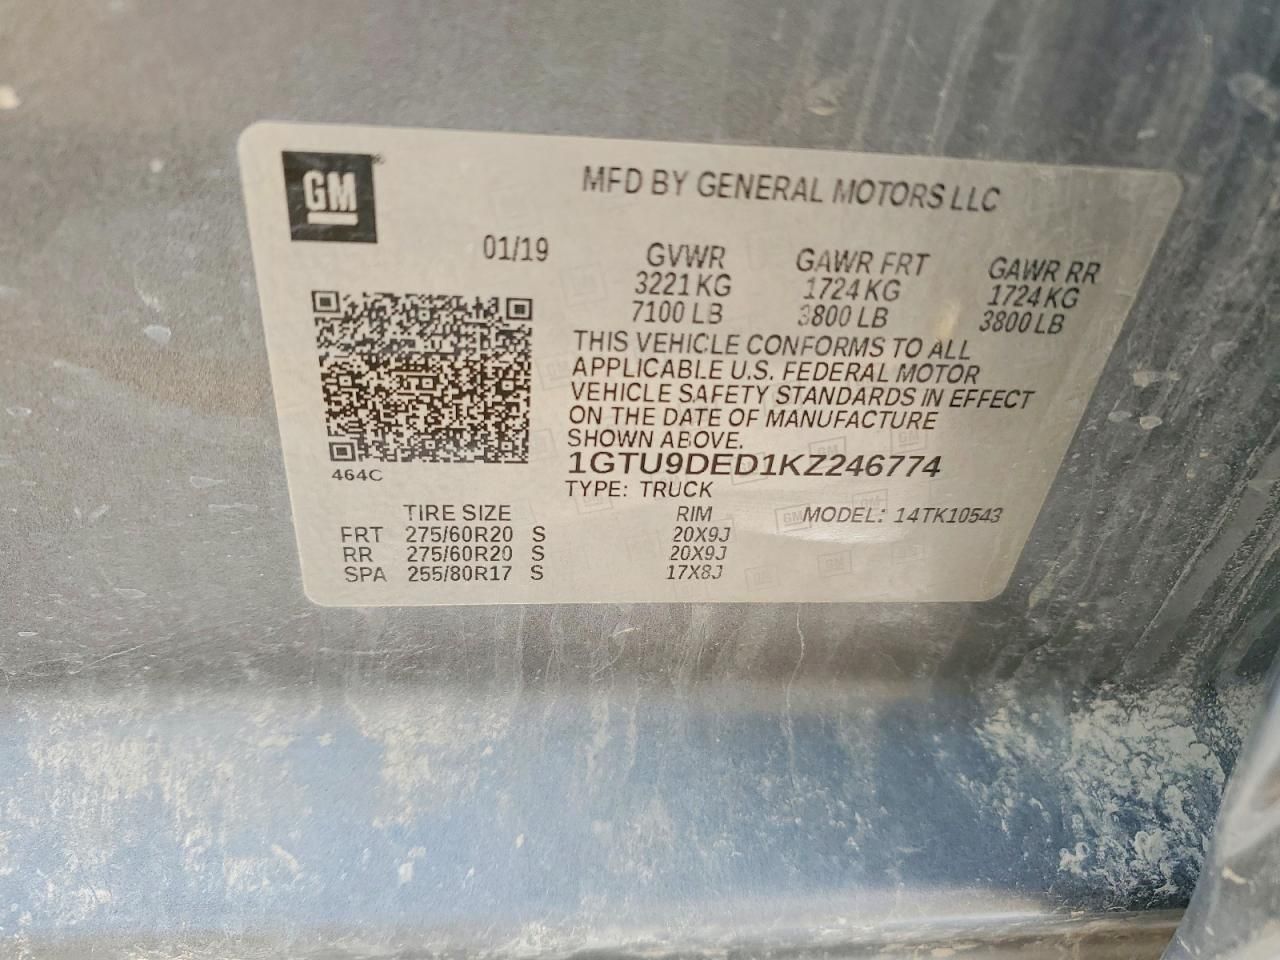 GM
MFD BY GENERAL MOTORS LLC
01/19 GVWR GAWR FRT GAWR RR
3221 KG 1724 KG 1724 KG
7100 LB 3800 LB 3800 LB
THIS VEHICLE CONFORMS TO ALL
APPLICABLE U.S. FEDERAL MOTOR
VEHICLE SAFETY STANDARDS IN EFFECT
ON THE DATE OF MANUFACTURE
SHOWN ABOVE.
464C
1GTU9DED1KZ246774
TYPE: TRUCK
TIRE SIZE RIM MODEL: 14TK10543
FRT 275/60R20 S 20X9J
RR 275/60R20 S 20X9J
SPA 255/80R17 S 17X8J